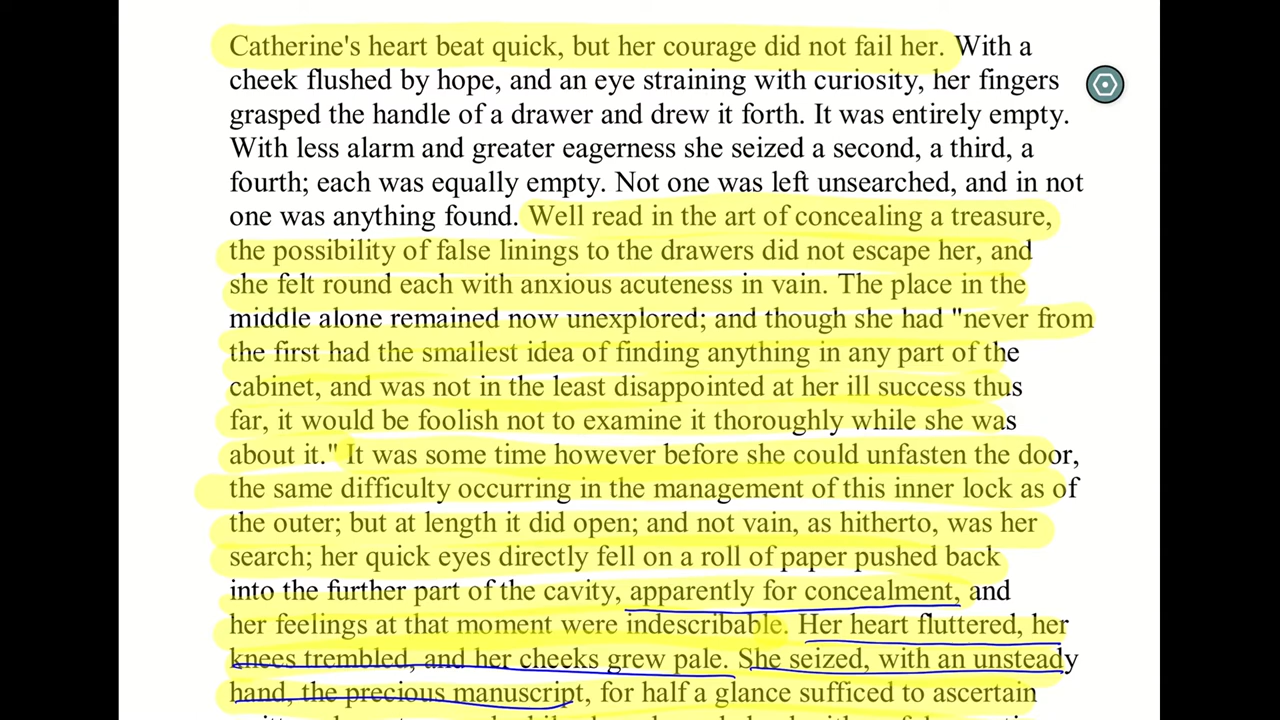 Catherine's heart beat quick, but her courage did not fail her. With a
cheek flushed by hope, and an eye straining with curiosity, her fingers
grasped the handle of a drawer and drew it forth. It was entirely empty.
With less alarm and greater eagerness she seized a second, a third, a
fourth; each was equally empty. Not one was left unsearched, and in not
one was anything found. Well read in the art of concealing a treasure,
the possibility of false linings to the drawers did not escape her, and
she felt round each with anxious acuteness in vain. The place in the
middle alone remained now unexplored; and though she had "never from
the first had the smallest idea of finding anything in any part of the
cabinet, and was not in the least disappointed at her ill success thus
far, it would be foolish not to examine it thoroughly while she was
about it." It was some time however before she could unfasten the door,
the same difficulty occurring in the management of this inner lock as of
the outer; but at length it did open; and not vain, as hitherto, was her
search; her quick eyes directly fell on a roll of paper pushed back
into the further part of the cavity, apparently for concealment, and
her feelings at that moment were indescribable. Her heart fluttered, her
knees trembled, and her cheeks grew pale. She seized, with an unsteady
hand, the precious manuscript, for half a glance sufficed to ascertain